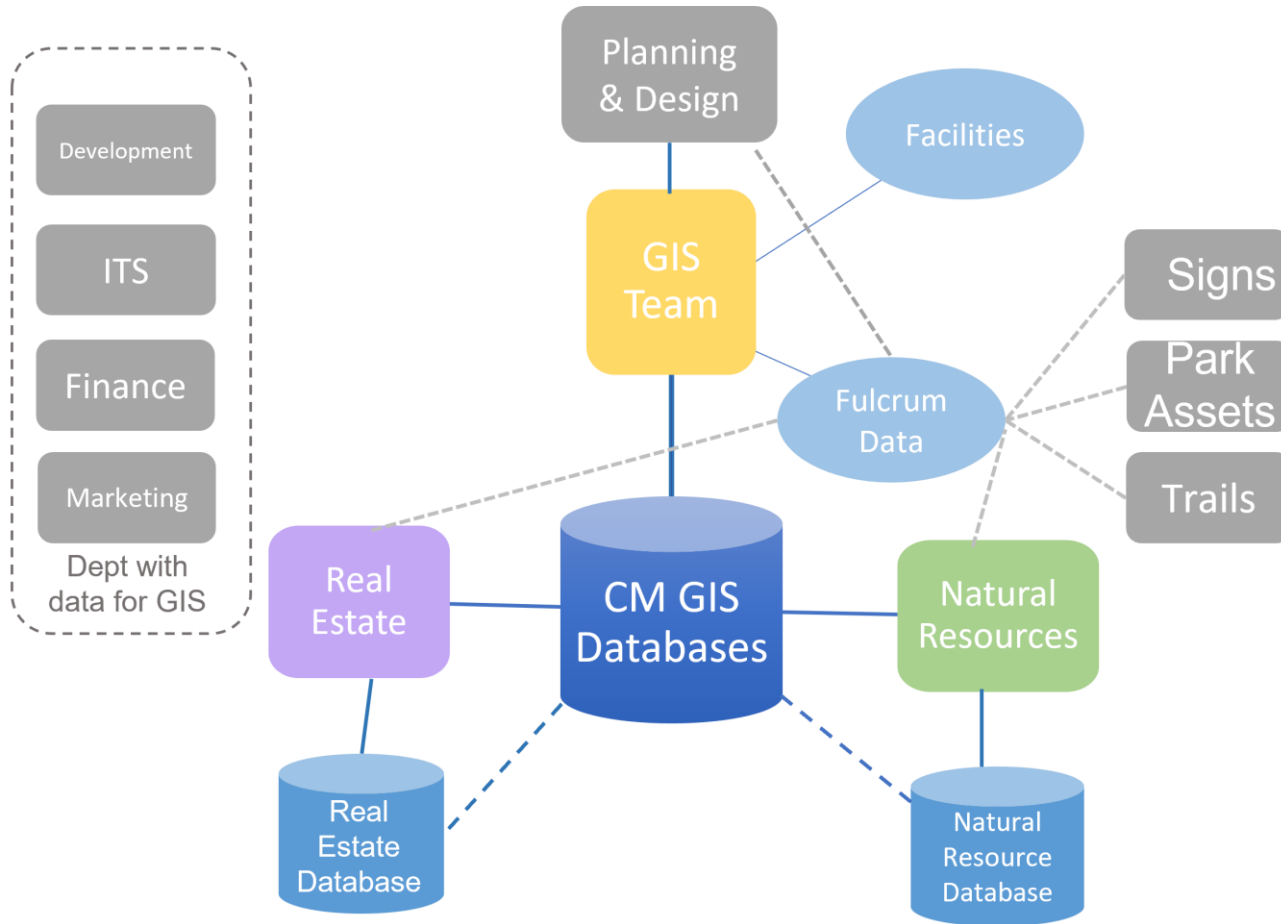 Planning
& Design
Facilities
Development
ITS
Finance
Marketing
Dept with
data for GIS
GIS
Team
Signs
Park
Assets
Trails
Fulcrum
Data
Real
Estate
CM GIS
Databases
Natural
Resources
Real
Estate
Database
Natural
Resource
Database